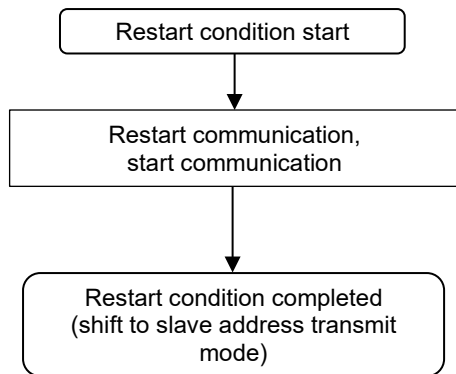 Restart condition start
Restart communication,
start communication
Restart condition completed
(shift to slave address transmit
mode)